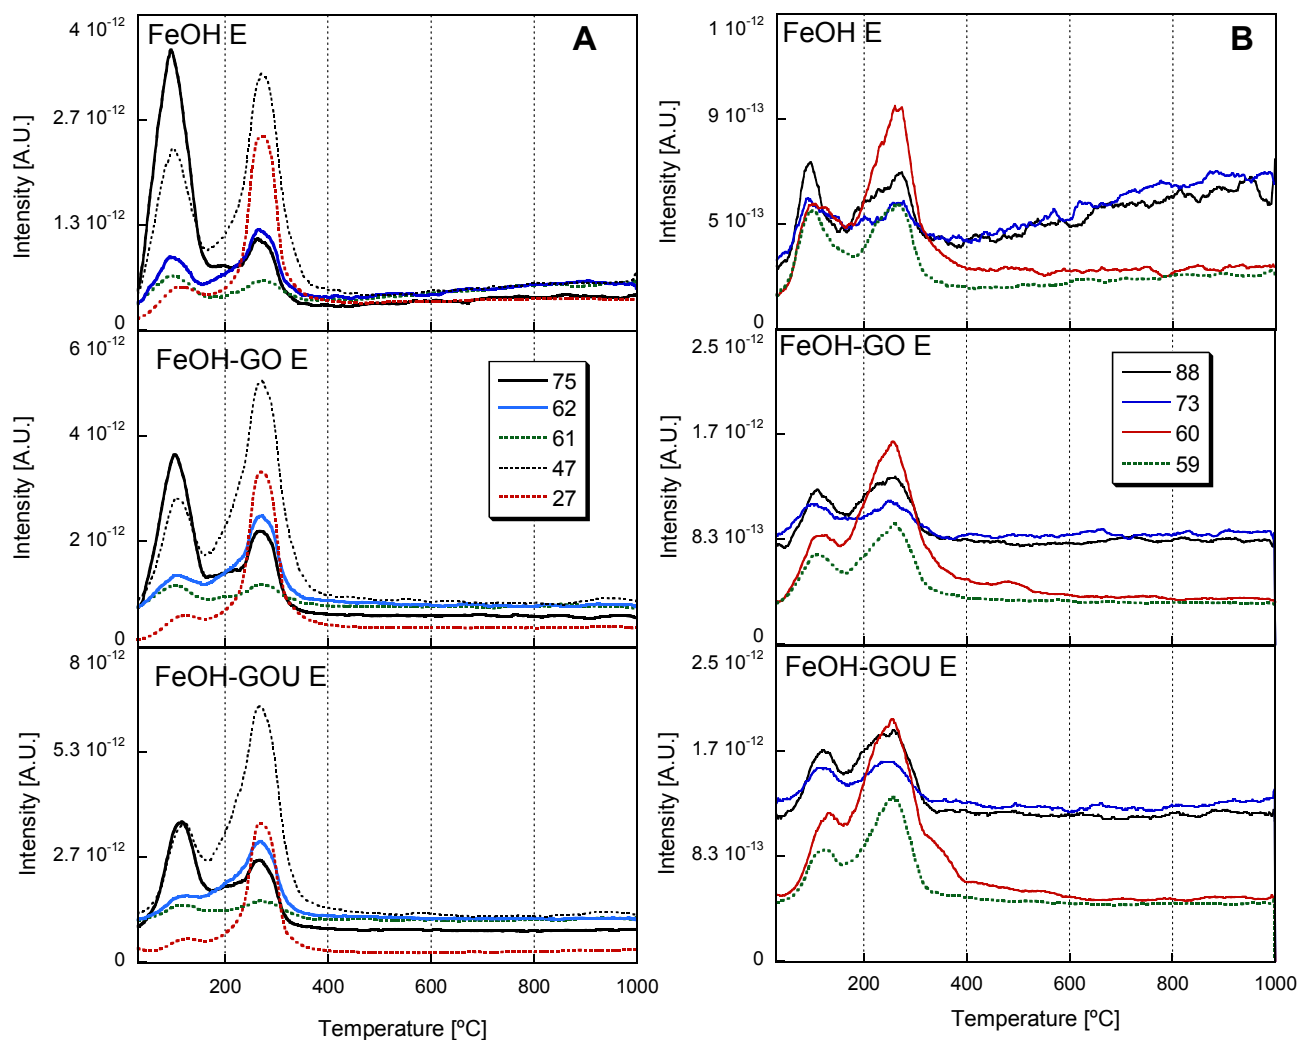 A
FeOH E
4 10⁻¹²
2.7 10⁻¹²
1.3 10⁻¹²
0
Intensity [A.U.]
FeOH-GO E
6 10⁻¹²
4 10⁻¹²
2 10⁻¹²
0
Intensity [A.U.]
75
62
61
47
27
FeOH-GOU E
8 10⁻¹²
5.3 10⁻¹²
2.7 10⁻¹²
0
Intensity [A.U.]
200 400 600 800 1000
Temperature [ºC]
B
FeOH E
1 10⁻¹²
9 10⁻¹³
5 10⁻¹³
0
Intensity [A.U.]
FeOH-GO E
2.5 10⁻¹²
1.7 10⁻¹²
8.3 10⁻¹³
0
Intensity [A.U.]
88
73
60
59
FeOH-GOU E
2.5 10⁻¹²
1.7 10⁻¹²
8.3 10⁻¹³
0
Intensity [A.U.]
200 400 600 800 1000
Temperature [ºC]